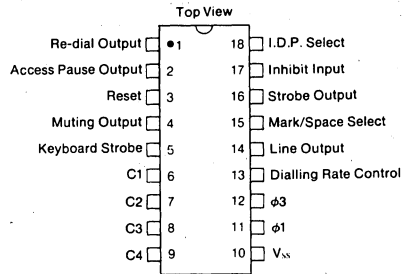 Top View
Re-dial Output 1 18 I.D.P. Select
Access Pause Output 2 17 Inhibit Input
Reset 3 16 Strobe Output
Muting Output 4 15 Mark/Space Select
Keyboard Strobe 5 14 Line Output
C1 6 13 Dialling Rate Control
C2 7 12 ϕ3
C3 8 11 ϕ1
C4 9 10 Vss